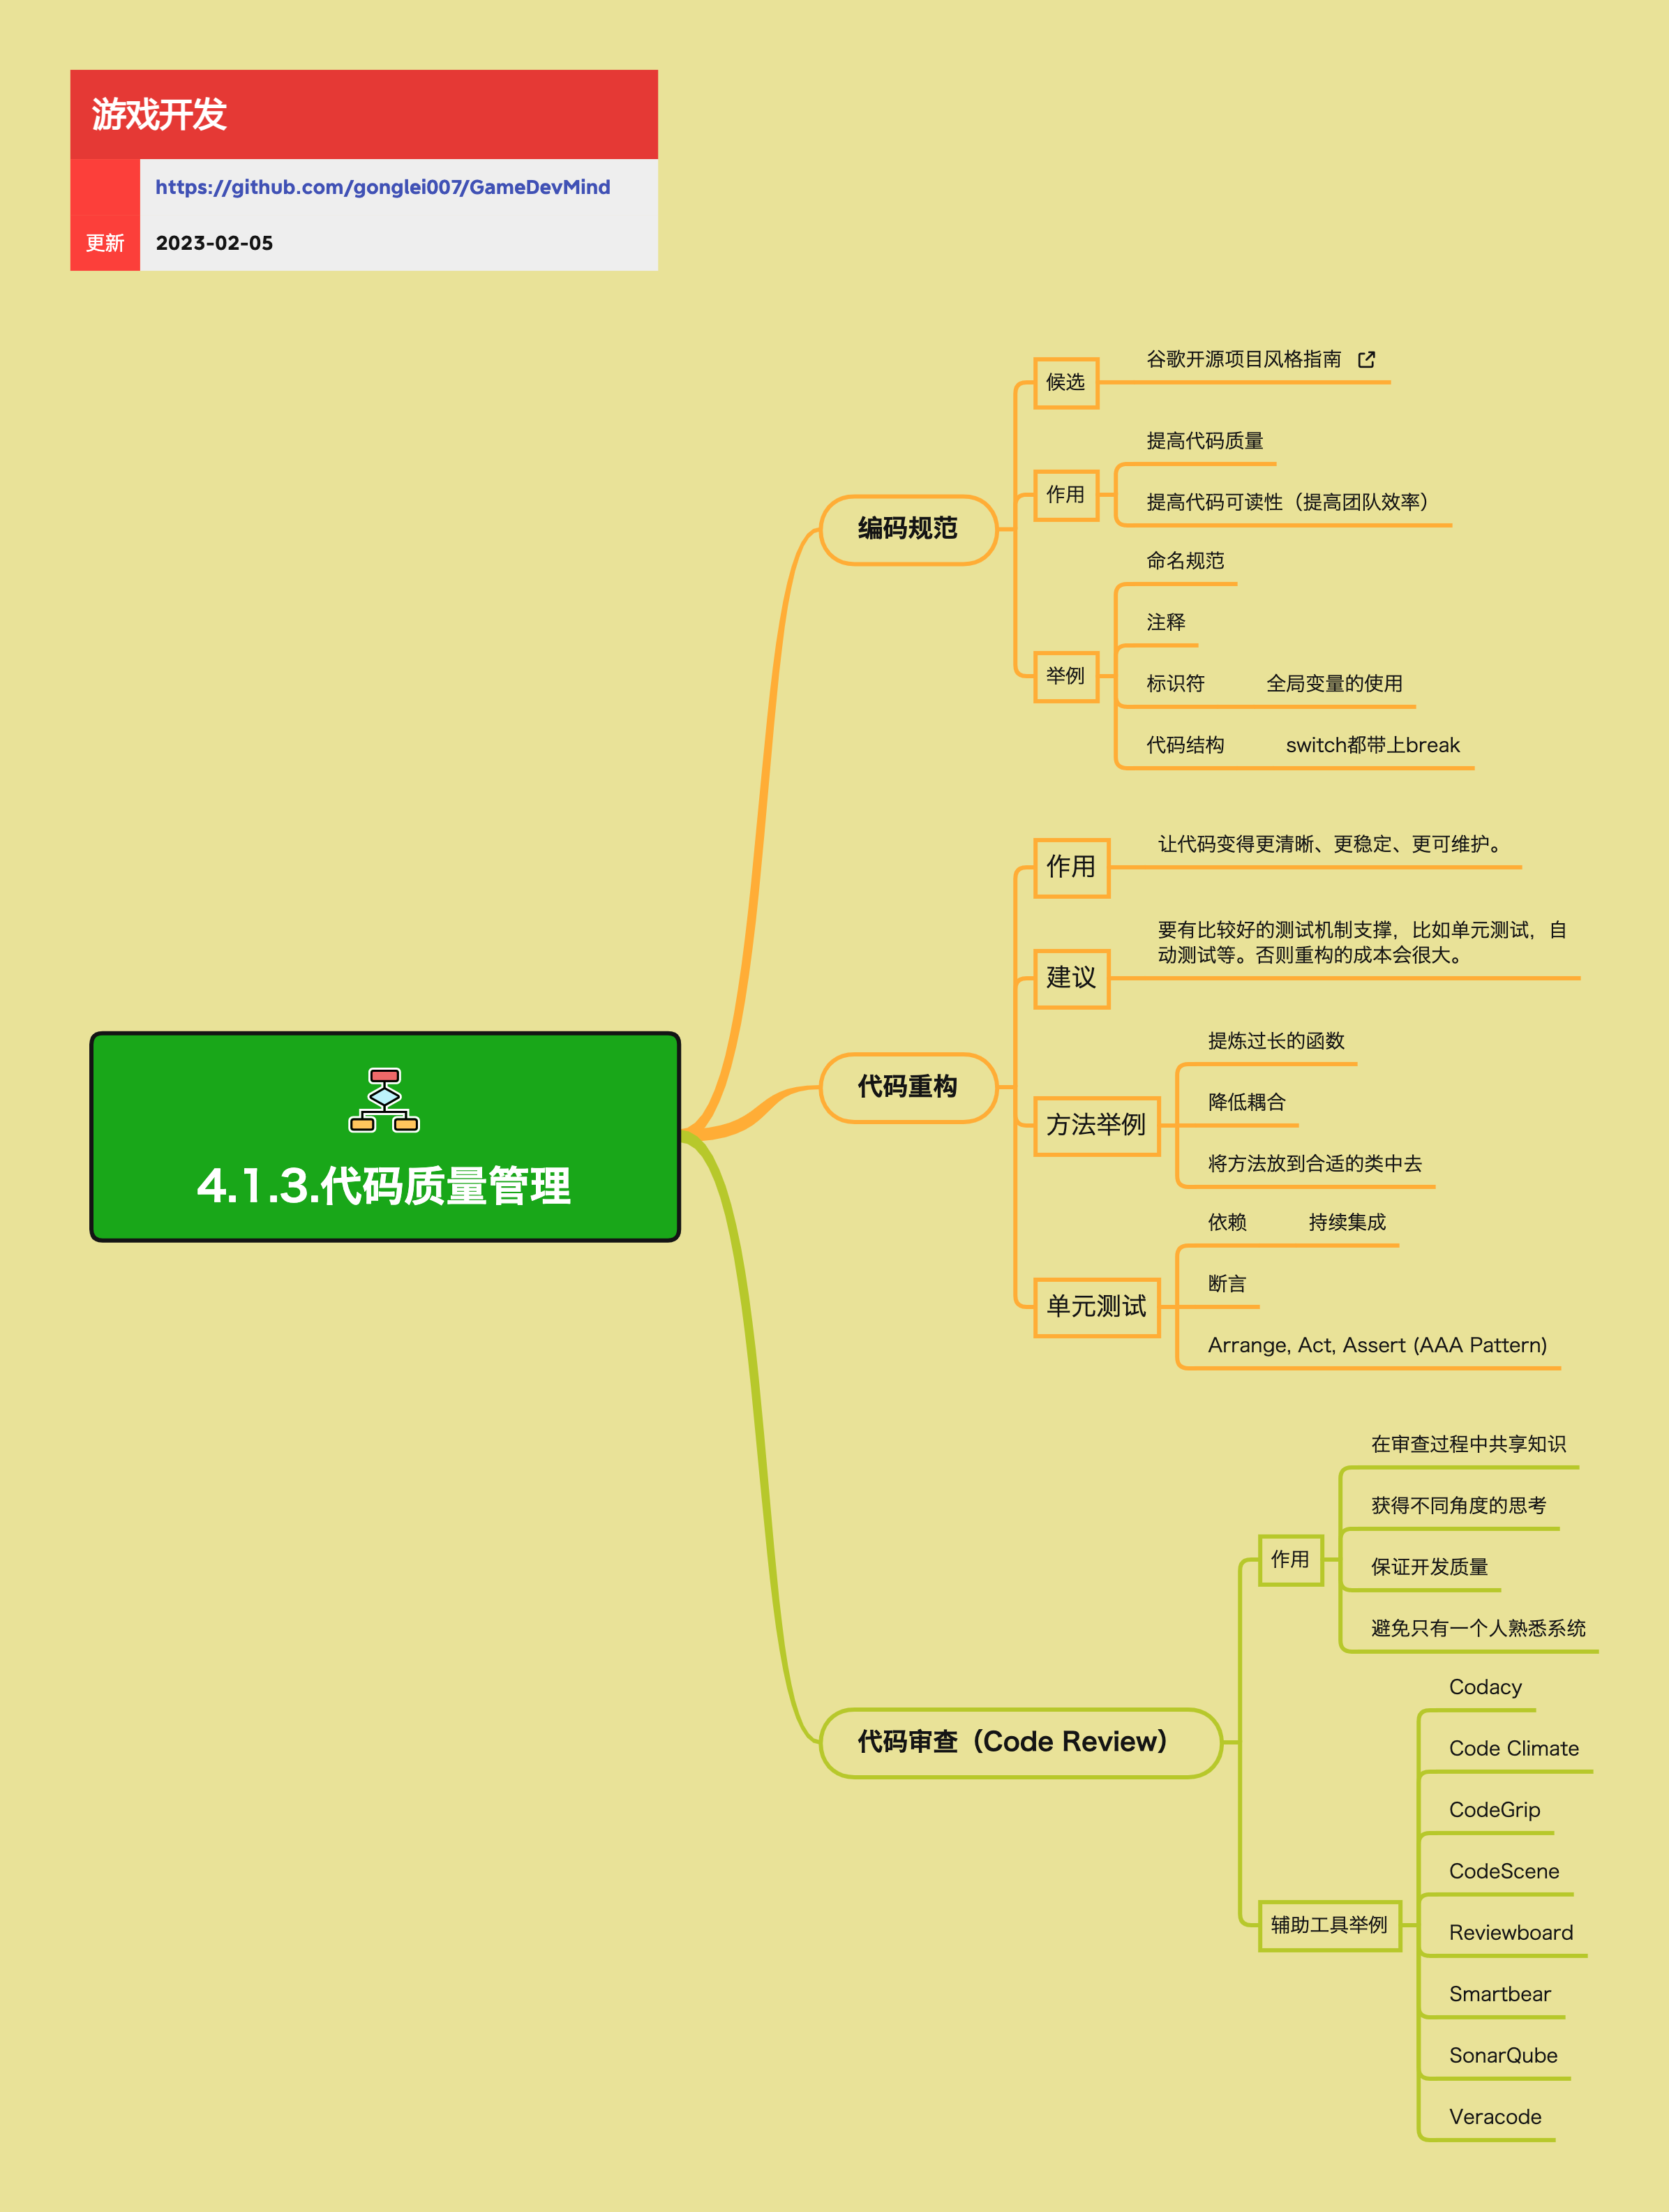 游戏开发
https://github.com/gonglei007/GameDevMind
更新
2023-02-05
4.1.3.代码质量管理
编码规范
候选
谷歌开源项目风格指南
作用
提高代码质量
提高代码可读性（提高团队效率）
举例
命名规范
注释
标识符
全局变量的使用
代码结构
switch都带上break
代码重构
作用
让代码变得更清晰、更稳定、更可维护。
建议
要有比较好的测试机制支撑，比如单元测试，自
动测试等。否则重构的成本会很大。
方法举例
提炼过长的函数
降低耦合
将方法放到合适的类中去
单元测试
依赖
持续集成
断言
Arrange, Act, Assert (AAA Pattern)
代码审查（Code Review）
作用
在审查过程中共享知识
获得不同角度的思考
保证开发质量
避免只有一个人熟悉系统
辅助工具举例
Codacy
Code Climate
CodeGrip
CodeScene
Reviewboard
Smartbear
SonarQube
Veracode